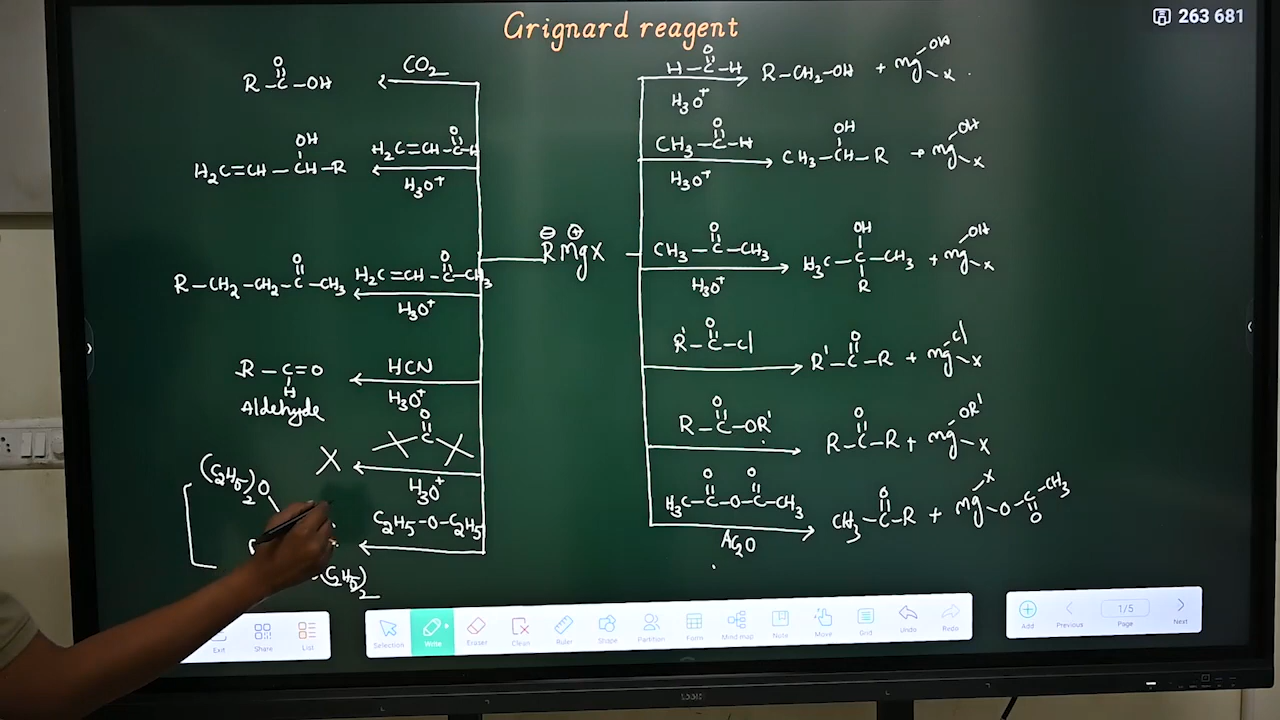 Grignard reagent
263 681
R-C(=O)-OH
CO2
H2C=CH-CH(OH)-R
H2C=CH-C(=O)-H
H3O+
R-CH2-CH2-C(=O)-CH3
H2C=CH-C(=O)-CH3
H3O+
R-C(H)=O
Aldehyde
HCN
H3O+
X
C(=O)
H3O+
(C2H5)2O
C2H5-O-C2H5
(C2H5)2
⊖ ⊕
RMgX
H-C(=O)-H
H3O+
R-CH2-OH + Mg(OH)X
CH3-C(=O)-H
H3O+
CH3-CH(OH)-R + Mg(OH)X
CH3-C(=O)-CH3
H3O+
H3C-C(OH)(R)-CH3 + Mg(OH)X
R'-C(=O)-Cl
R'-C(=O)-R + Mg(Cl)X
R-C(=O)-OR'
R-C(=O)-R + Mg(OR')X
H3C-C(=O)-O-C(=O)-CH3
Ac2O
CH3-C(=O)-R + Mg(X)-O-C(=O)-CH3
Exit Share List
Selection Write Eraser Clean Ruler Shape Partition Form Mind map Note Move Grid Undo Redo
Add Previous 1/5 Page Next